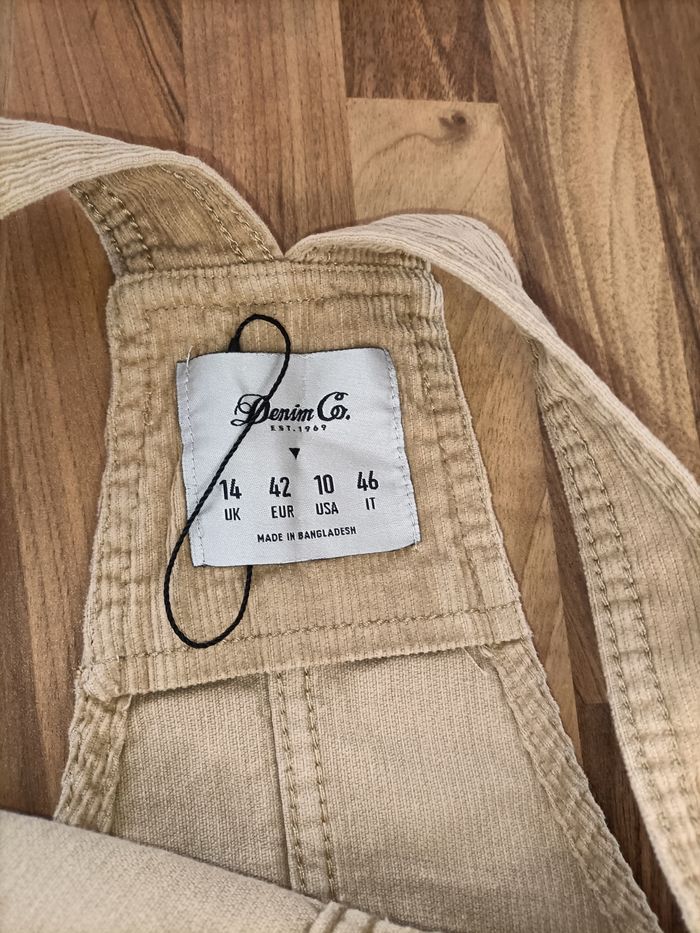 Denim Co.
EST.1969
14 42 10 46
UK EUR USA IT
MADE IN BANGLADESH